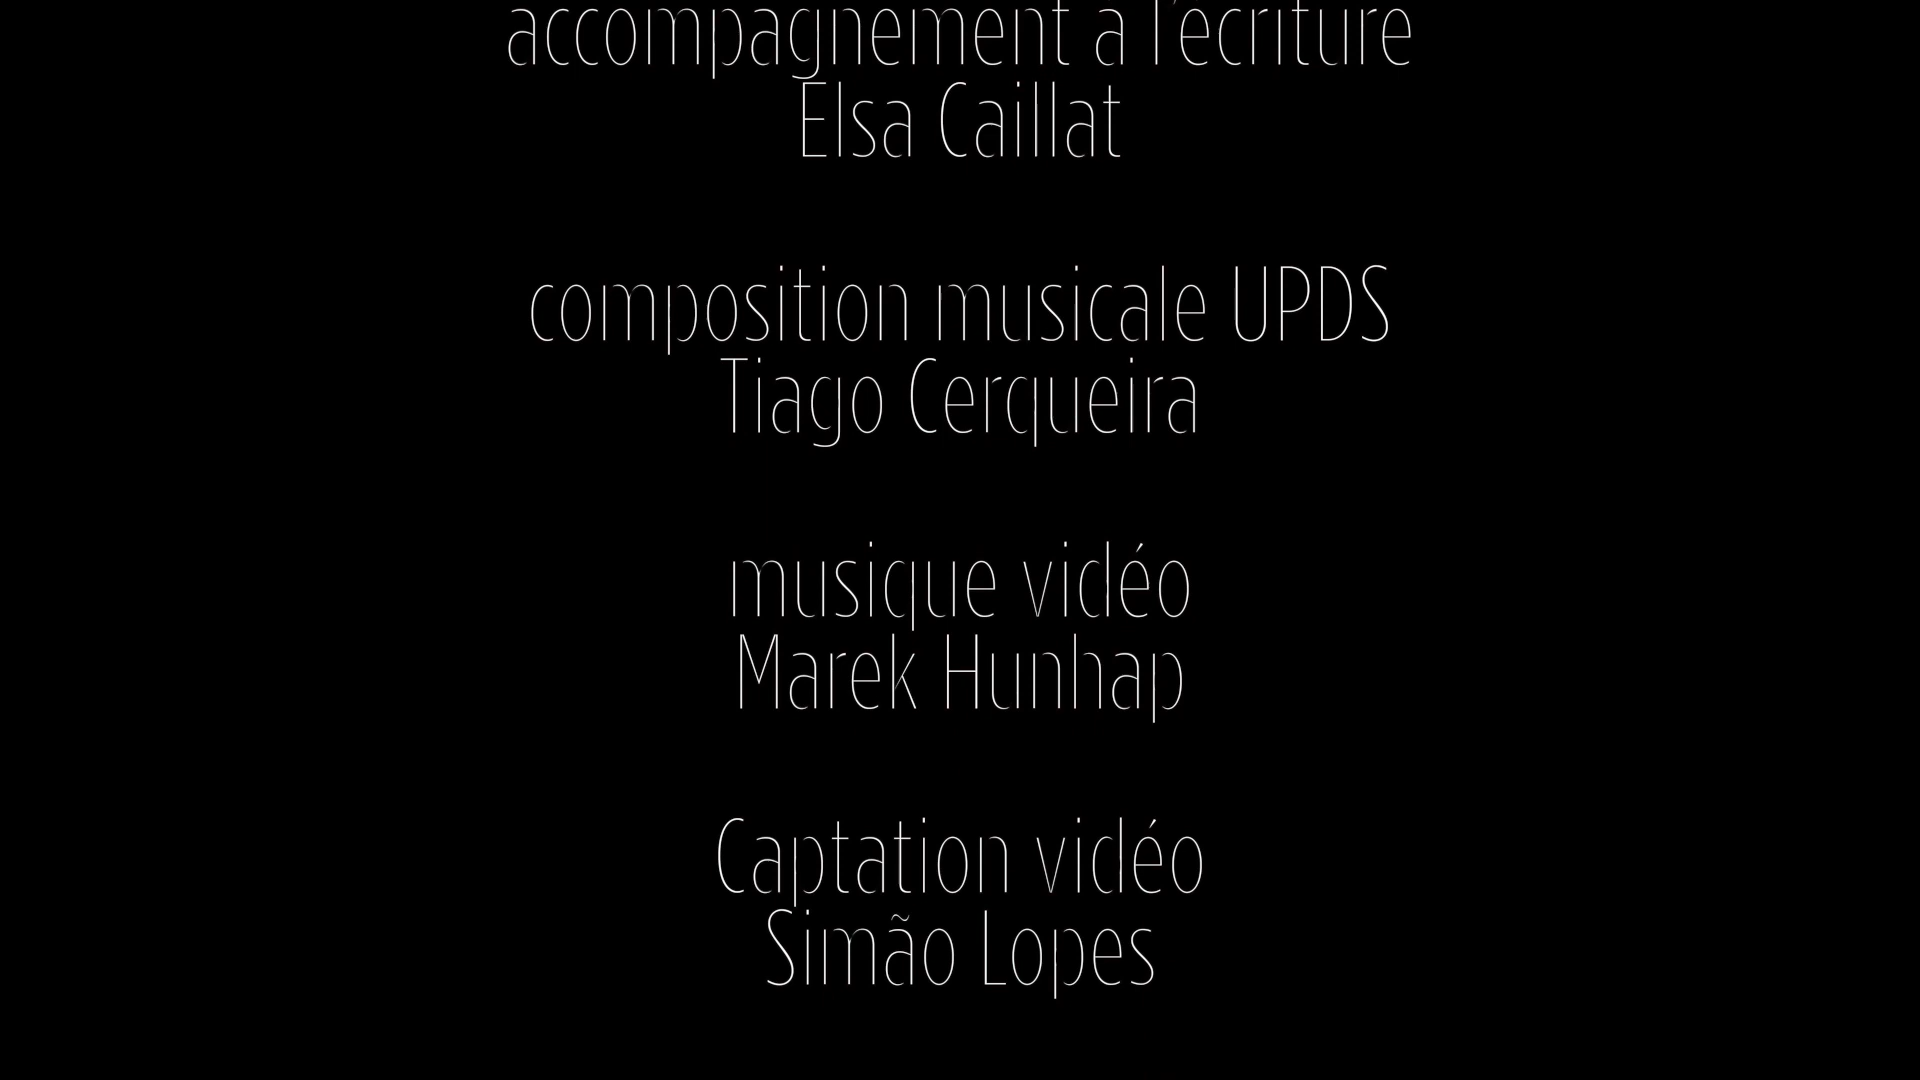 accompagnement à l'écriture
Elsa Caillat
composition musicale UPDS
Tiago Cerqueira
musique vidéo
Marek Hunhap
Captation vidéo
Simão Lopes